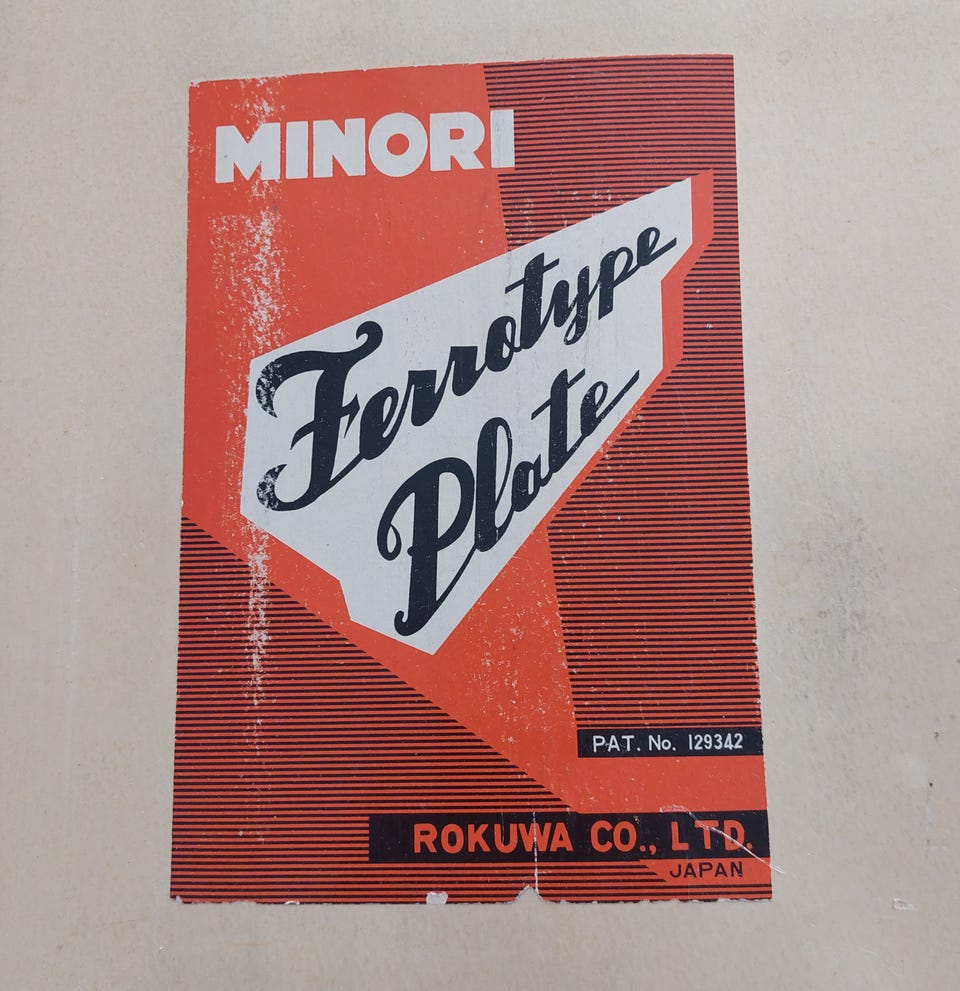 MINORI
Ferrotype
Plate
PAT. No. 129342
ROKUWA CO., LTD.
JAPAN